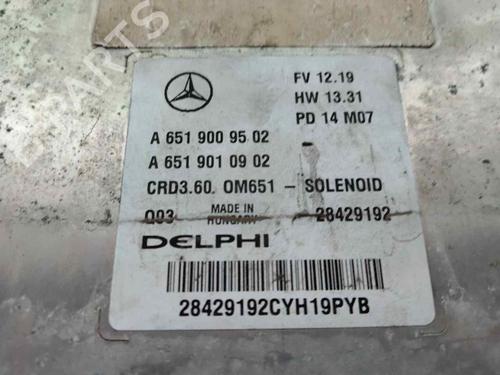 FV 12.19
HW 13.31
PD 14 M07
A 651 900 95 02
A 651 901 09 02
CRD3.60. OM651 - SOLENOID
Q03 MADE IN HUNGARY 28429192
DELPHI
28429192CYH19PYB